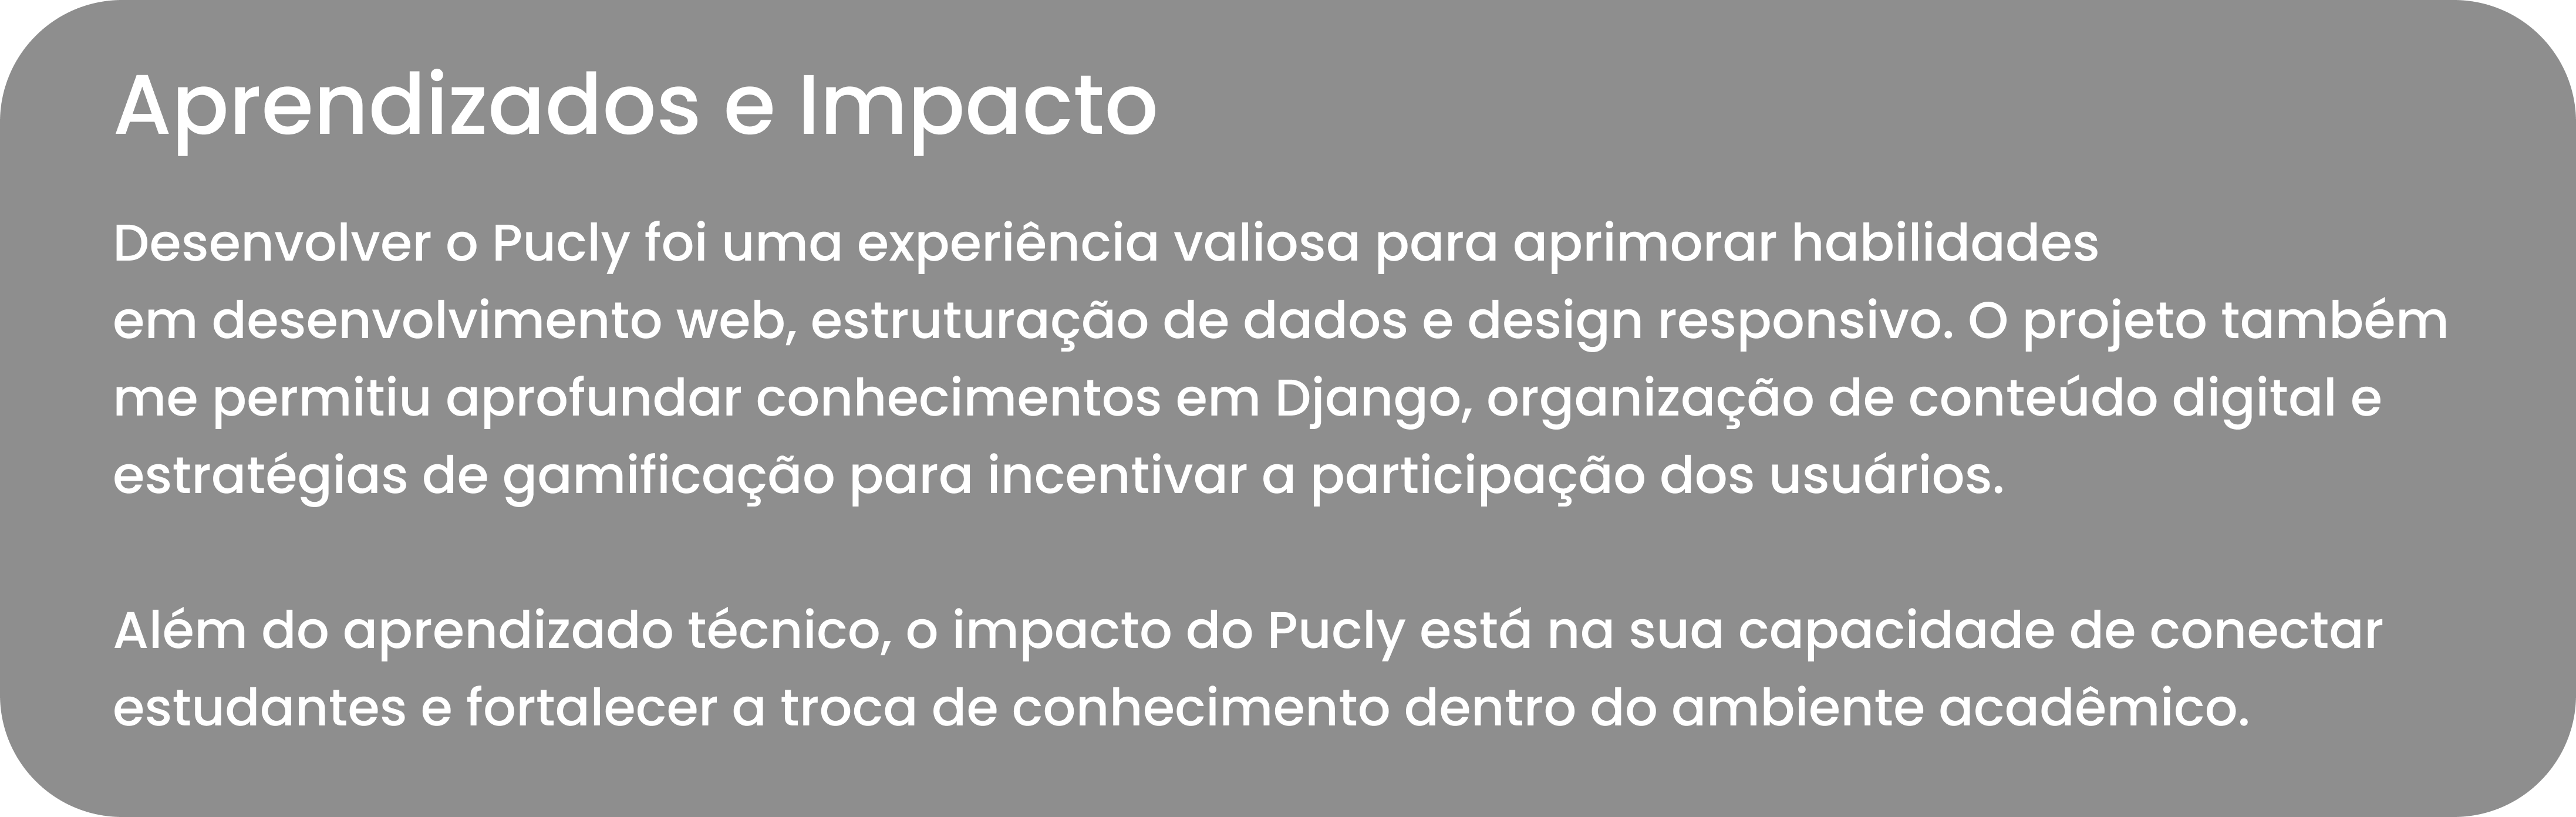 Aprendizados e Impacto
Desenvolver o Pucly foi uma experiência valiosa para aprimorar habilidades
em desenvolvimento web, estruturação de dados e design responsivo. O projeto também
me permitiu aprofundar conhecimentos em Django, organização de conteúdo digital e
estratégias de gamificação para incentivar a participação dos usuários.
Além do aprendizado técnico, o impacto do Pucly está na sua capacidade de conectar
estudantes e fortalecer a troca de conhecimento dentro do ambiente acadêmico.